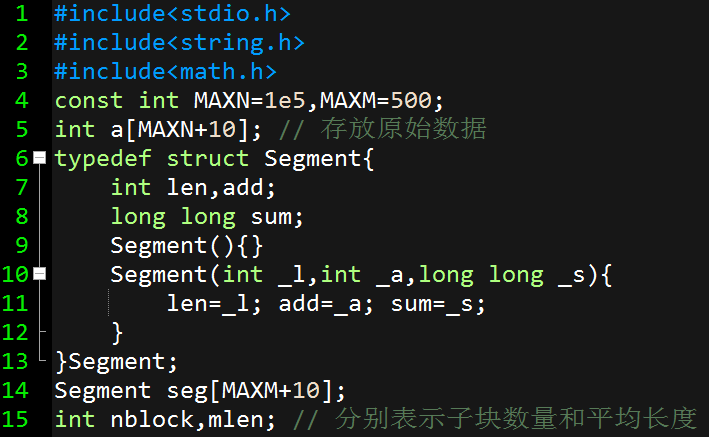 1 #include<stdio.h>
2 #include<string.h>
3 #include<math.h>
4 const int MAXN=1e5,MAXM=500;
5 int a[MAXN+10]; // 存放原始数据
6 typedef struct Segment{
7     int len,add;
8     long long sum;
9     Segment(){}
10     Segment(int _l,int _a,long long _s){
11         len=_l; add=_a; sum=_s;
12     }
13 }Segment;
14 Segment seg[MAXM+10];
15 int nblock,mlen; // 分别表示子块数量和平均长度